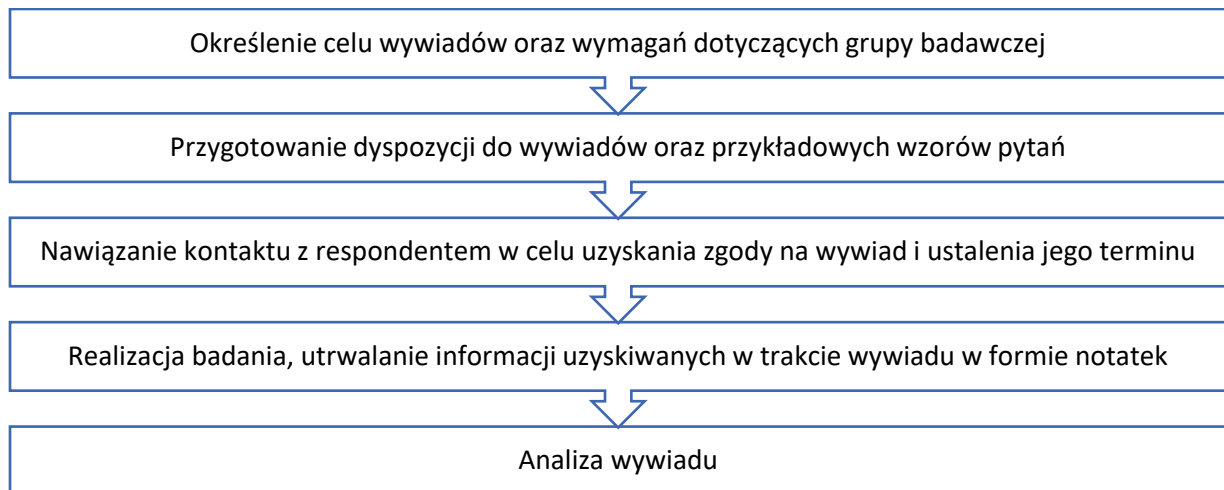 Określenie celu wywiadów oraz wymagań dotyczących grupy badawczej
Przygotowanie dyspozycji do wywiadów oraz przykładowych wzorów pytań
Nawiązanie kontaktu z respondentem w celu uzyskania zgody na wywiad i ustalenia jego terminu
Realizacja badania, utrwalanie informacji uzyskiwanych w trakcie wywiadu w formie notatek
Analiza wywiadu